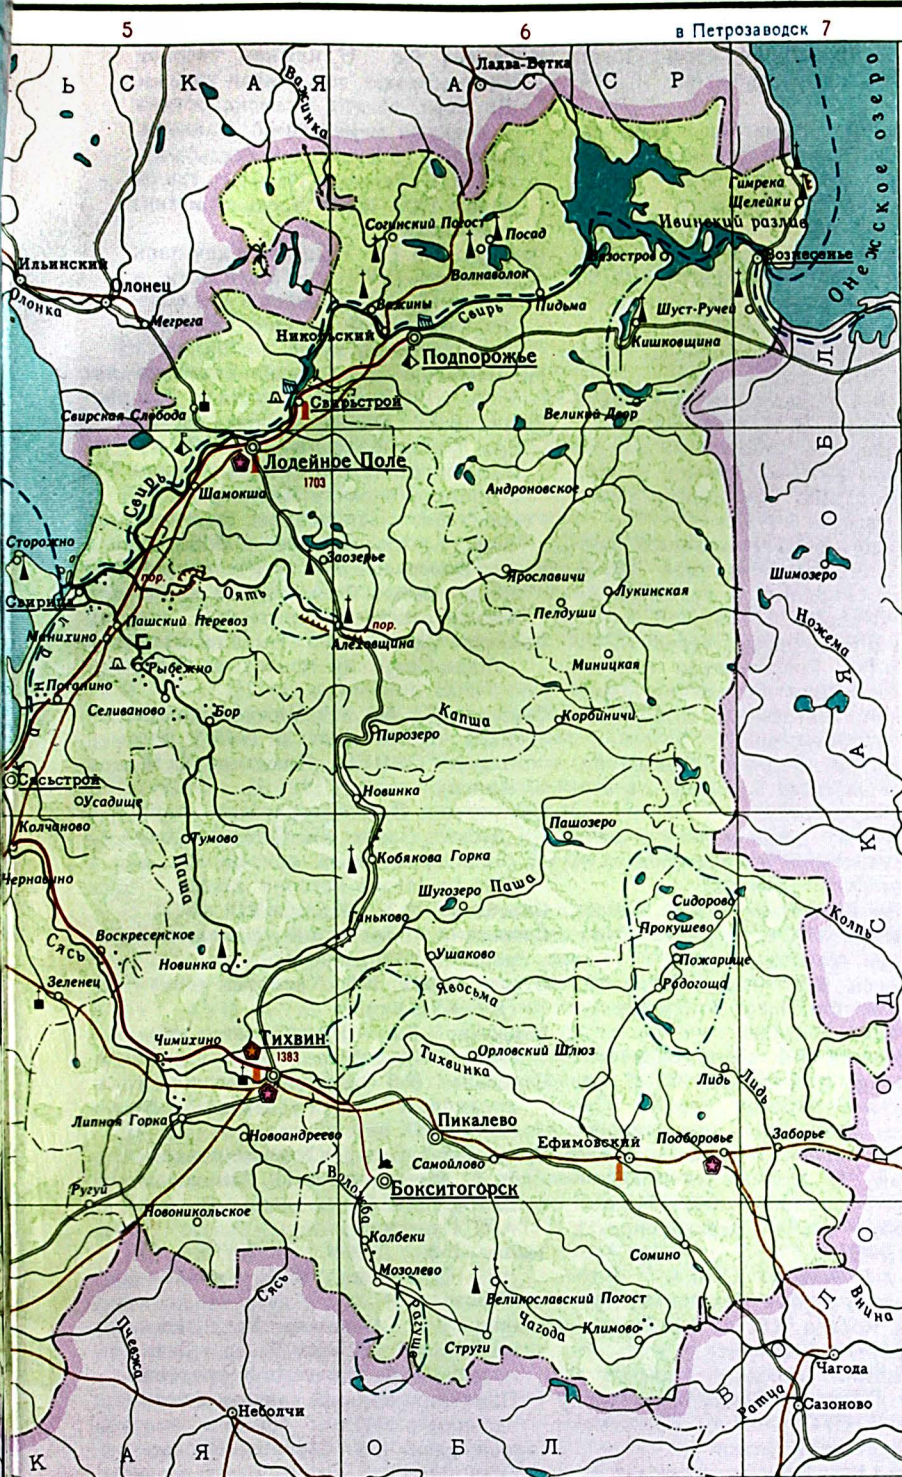 5
6
в Петрозаводск 7
Ладва-Ветка
Ь С К А Я
А С С Р
Важинка
Онежское озеро
Гимрека
Щелейки
Согинский Погост
Посад
Ивинский разлив
Волнаволок
Вознесенье
Ильинский
Олонец
Олонка
Мегрега
Важины
Свирь
Пидьма
Шуст-Ручей
Никольский
Кишковщина
Подпорожье
Л
Свирская Слобода
Свирьстрой
Великий Двор
Б
Лодейное Поле
1703
Свирь
Шамокша
Андроновское
О
Сторожно
Заозерье
Шимозеро
пор.
Оять
Ярославичи
Свирица
Лукинская
Пелдуши
Ножема
Пашский Перевоз
пор.
Манихино
Алеховщина
Рыбежно
Миницкая
Я
Потанино
Селиваново
Бор
Капша
Корбиничи
Пирозеро
А
Сясьстрой
Усадище
Новинка
Колчаново
Тумово
Пашозеро
К
Паша
Кобякова Горка
Чернавино
Шугозеро
Паша
Сидорово
Колпь
С
Ганьково
Прокушево
Сясь
Воскресенское
Новинка
Ушаково
Пожарище
Зеленец
Явосьма
Радогоща
Д
Чимихино
Тихвин
1383
Тихвинка
Орловский Шлюз
Лидь
Лидь
О
Липная Горка
Пикалево
Новоандреево
Ефимовский
Подборовье
Заборье
Самойлово
Г
Воложба
Бокситогорск
Ругуй
Новоникольское
Колбеки
Сомино
О
Мозолево
Сясь
Великославский Погост
Л
Внина
Пчевжа
Рагуша
Чагода
Климово
Струги
О
Чагода
Ратца
Сазоново
Неболчи
К А Я О Б Л.